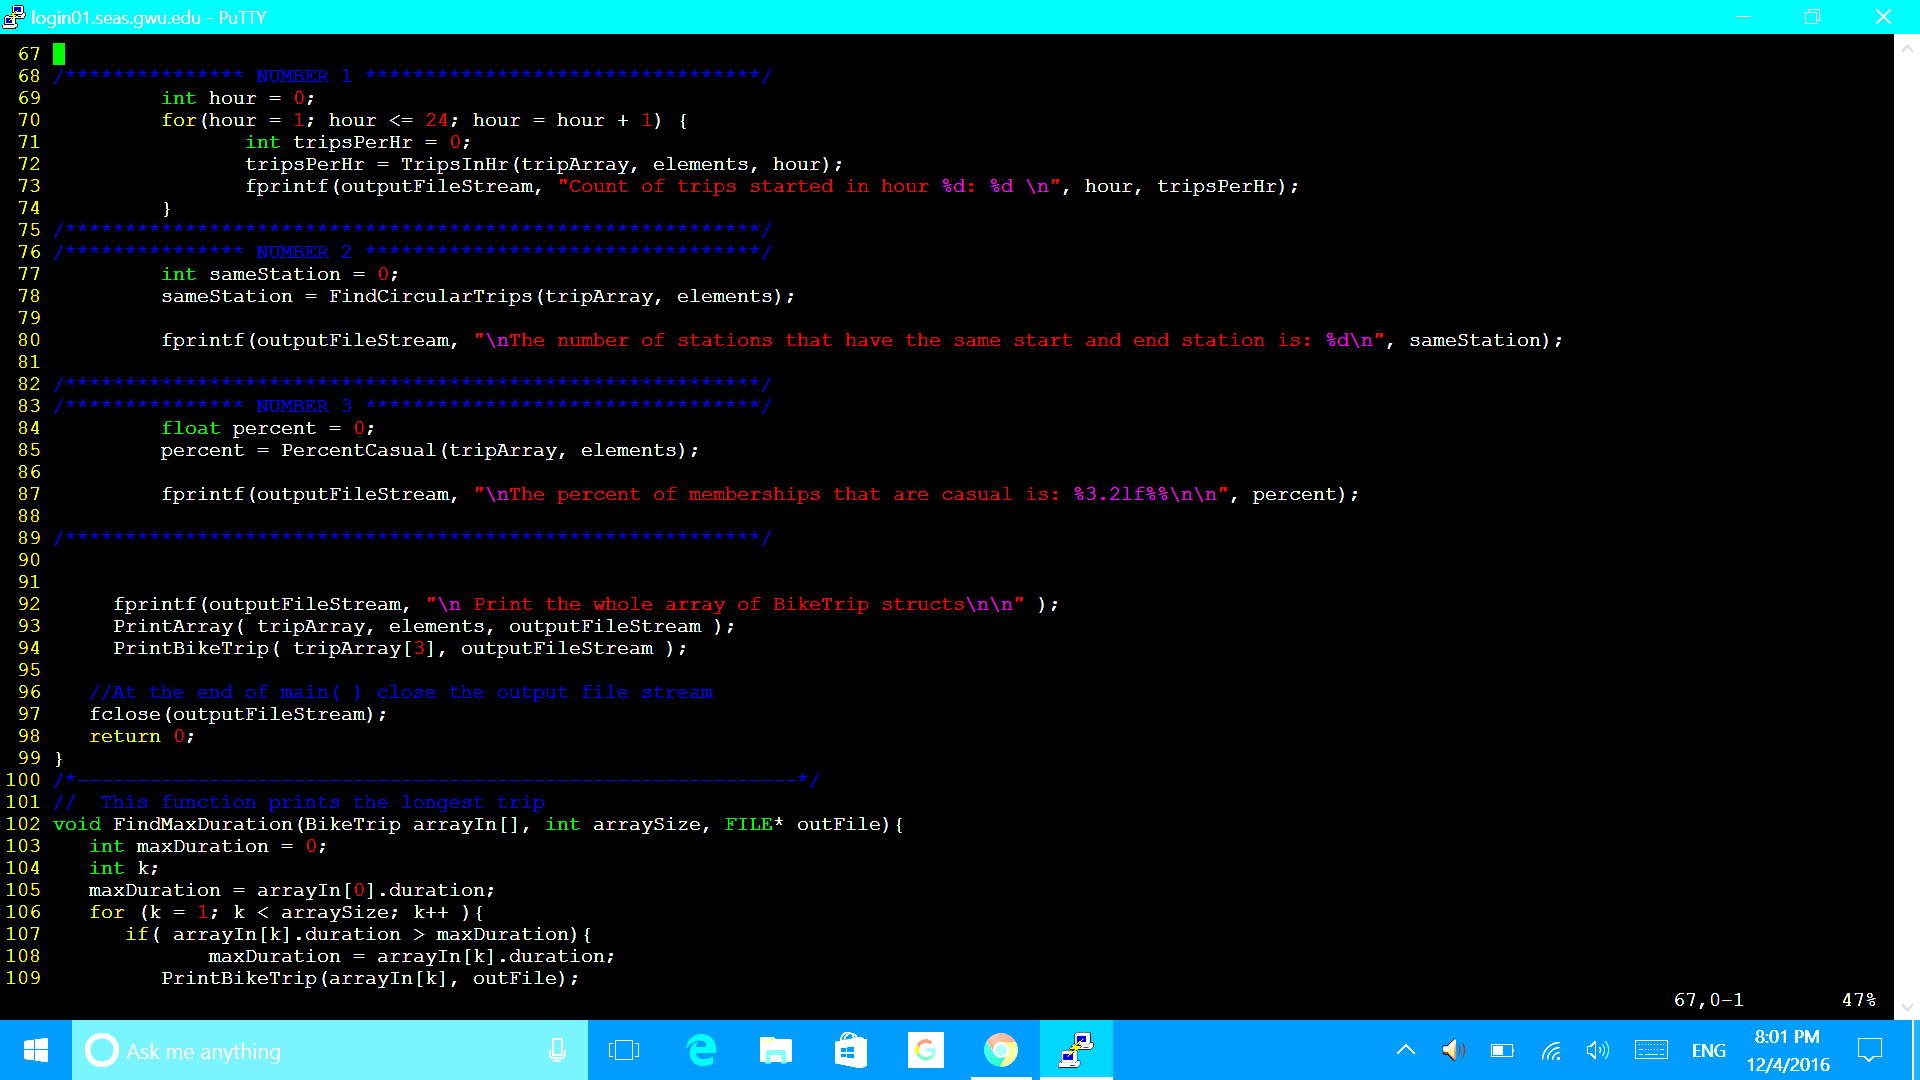 login01.seas.gwu.edu - PuTTY
67
68 /*************** NUMBER 1 *********************************/
69          int hour = 0;
70          for(hour = 1; hour <= 24; hour = hour + 1) {
71                 int tripsPerHr = 0;
72                 tripsPerHr = TripsInHr(tripArray, elements, hour);
73                 fprintf(outputFileStream, "Count of trips started in hour %d: %d \n", hour, tripsPerHr);
74          }
75 /**********************************************************/
76 /*************** NUMBER 2 *********************************/
77          int sameStation = 0;
78          sameStation = FindCircularTrips(tripArray, elements);
79
80          fprintf(outputFileStream, "\nThe number of stations that have the same start and end station is: %d\n", sameStation);
81
82 /**********************************************************/
83 /*************** NUMBER 3 *********************************/
84          float percent = 0;
85          percent = PercentCasual(tripArray, elements);
86
87          fprintf(outputFileStream, "\nThe percent of memberships that are casual is: %3.2lf%%\n\n", percent);
88
89 /**********************************************************/
90
91
92      fprintf(outputFileStream, "\n Print the whole array of BikeTrip structs\n\n" );
93      PrintArray( tripArray, elements, outputFileStream );
94      PrintBikeTrip( tripArray[3], outputFileStream );
95
96    //At the end of main( ) close the output file stream
97    fclose(outputFileStream);
98    return 0;
99 }
100 /*------------------------------------------------------------*/
101 //  This function prints the longest trip
102 void FindMaxDuration(BikeTrip arrayIn[], int arraySize, FILE* outFile){
103    int maxDuration = 0;
104    int k;
105    maxDuration = arrayIn[0].duration;
106    for (k = 1; k < arraySize; k++ ){
107       if( arrayIn[k].duration > maxDuration){
108              maxDuration = arrayIn[k].duration;
109          PrintBikeTrip(arrayIn[k], outFile);
67,0-1 47%
Ask me anything
ENG
8:01 PM
12/4/2016